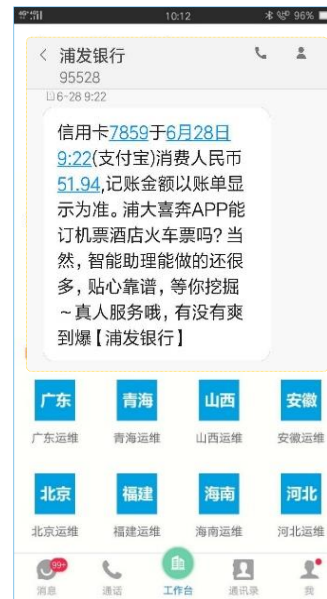 10:12
96%
浦发银行
95528
6-28 9:22
信用卡7859于6月28日
9:22(支付宝)消费人民币
51.94,记账金额以账单显
示为准。浦大喜奔APP能
订机票酒店火车票吗?当
然，智能助理能做的还很
多，贴心靠谱，等你挖掘
～真人服务哦，有没有爽
到爆【浦发银行】
广东 青海 山西 安徽
广东运维 青海运维 山西运维 安徽运维
北京 福建 海南 河北
北京运维 福建运维 海南运维 河北运维
99+
消息 通话 工作台 通讯录 我